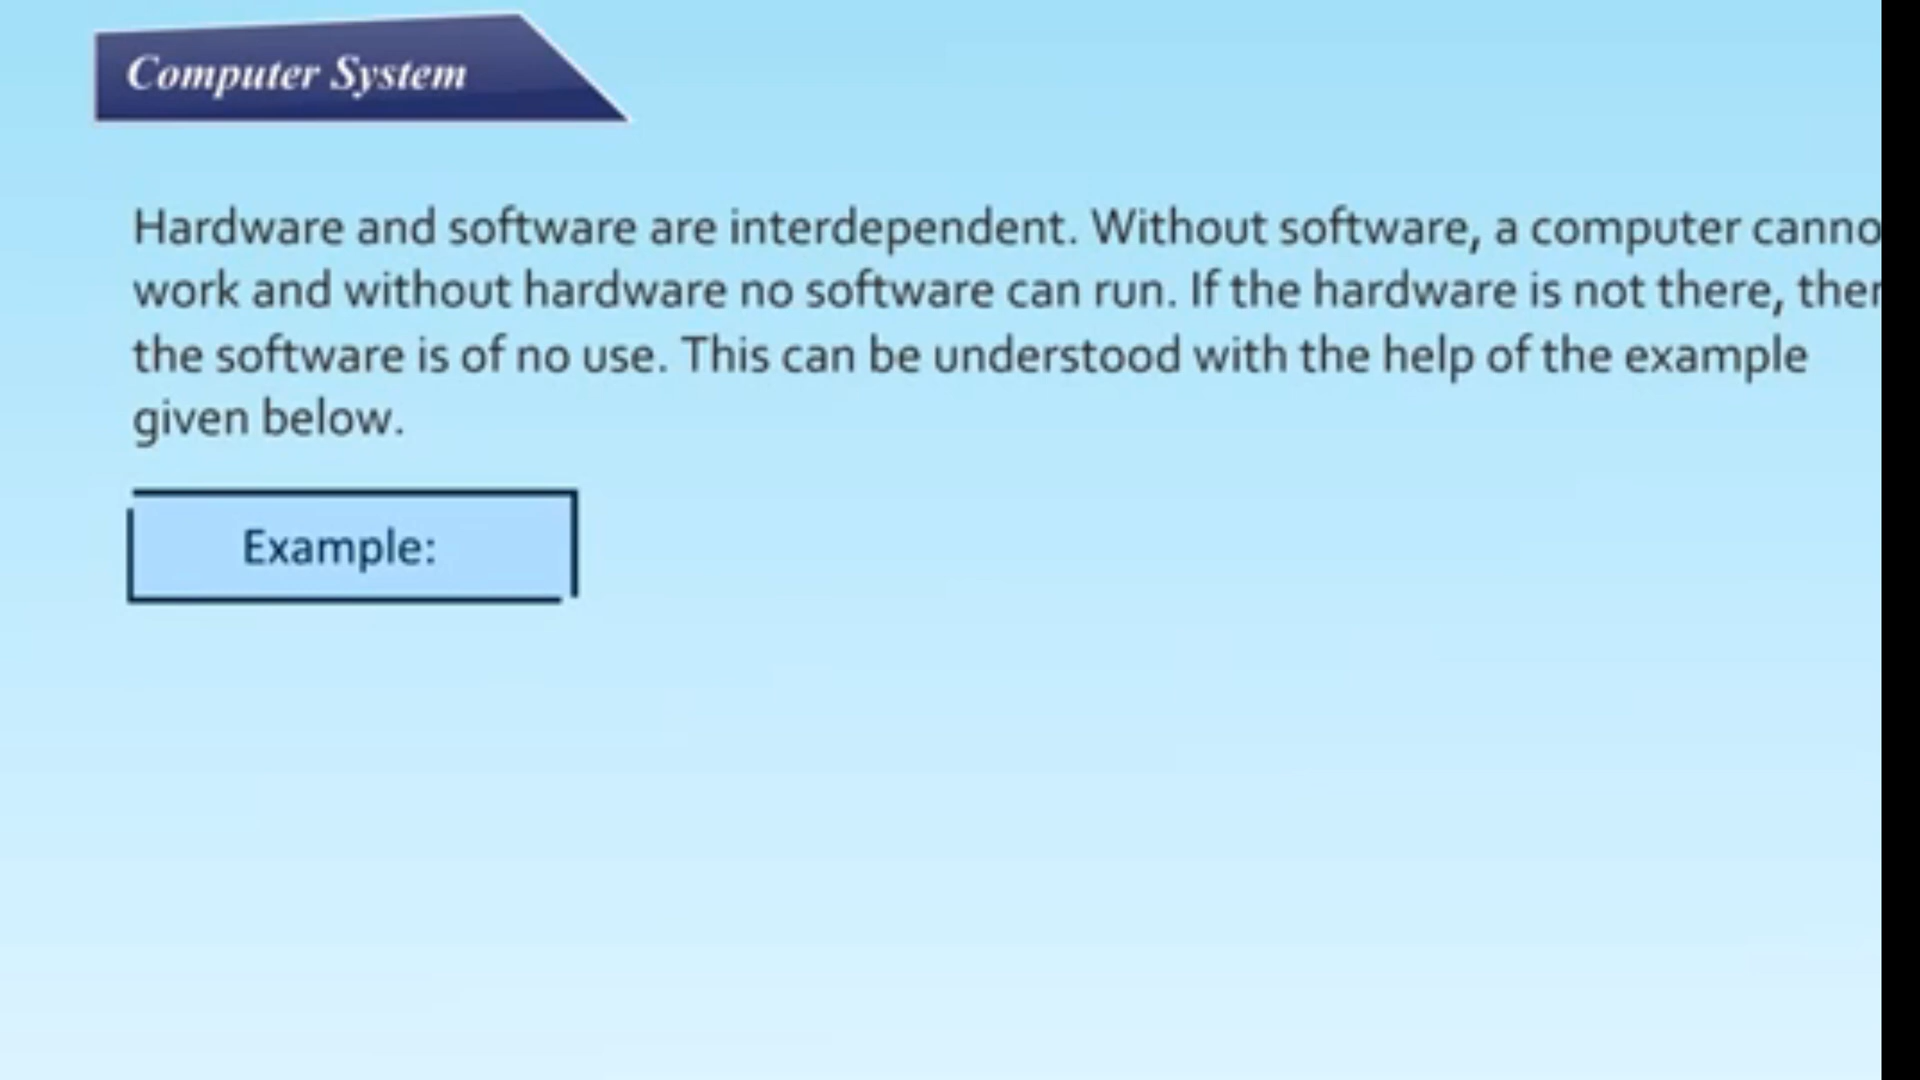 Computer System
Hardware and software are interdependent. Without software, a computer canno
work and without hardware no software can run. If the hardware is not there, then
the software is of no use. This can be understood with the help of the example
given below.
Example: